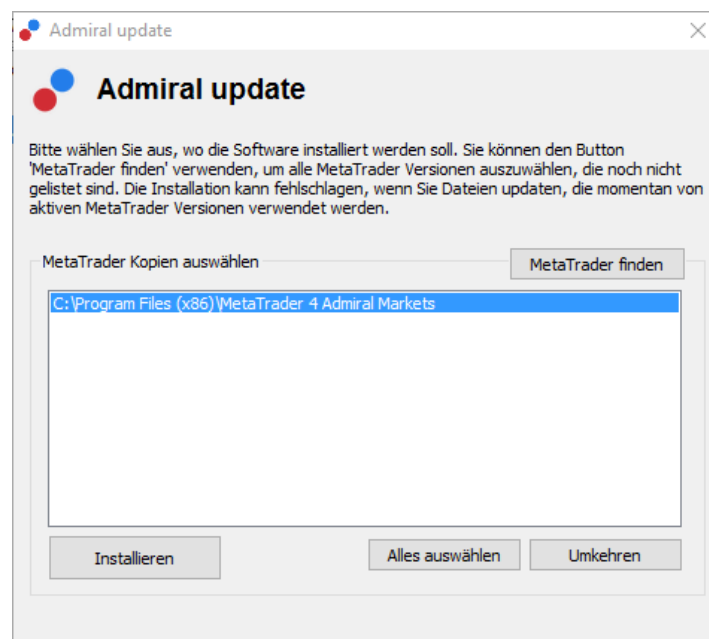 Admiral update
Admiral update
Bitte wählen Sie aus, wo die Software installiert werden soll. Sie können den Button
'MetaTrader finden' verwenden, um alle MetaTrader Versionen auszuwählen, die noch nicht
gelistet sind. Die Installation kann fehlschlagen, wenn Sie Dateien updaten, die momentan von
aktiven MetaTrader Versionen verwendet werden.
MetaTrader Kopien auswählen
MetaTrader finden
C:\Program Files (x86)\MetaTrader 4 Admiral Markets
Installieren
Alles auswählen
Umkehren